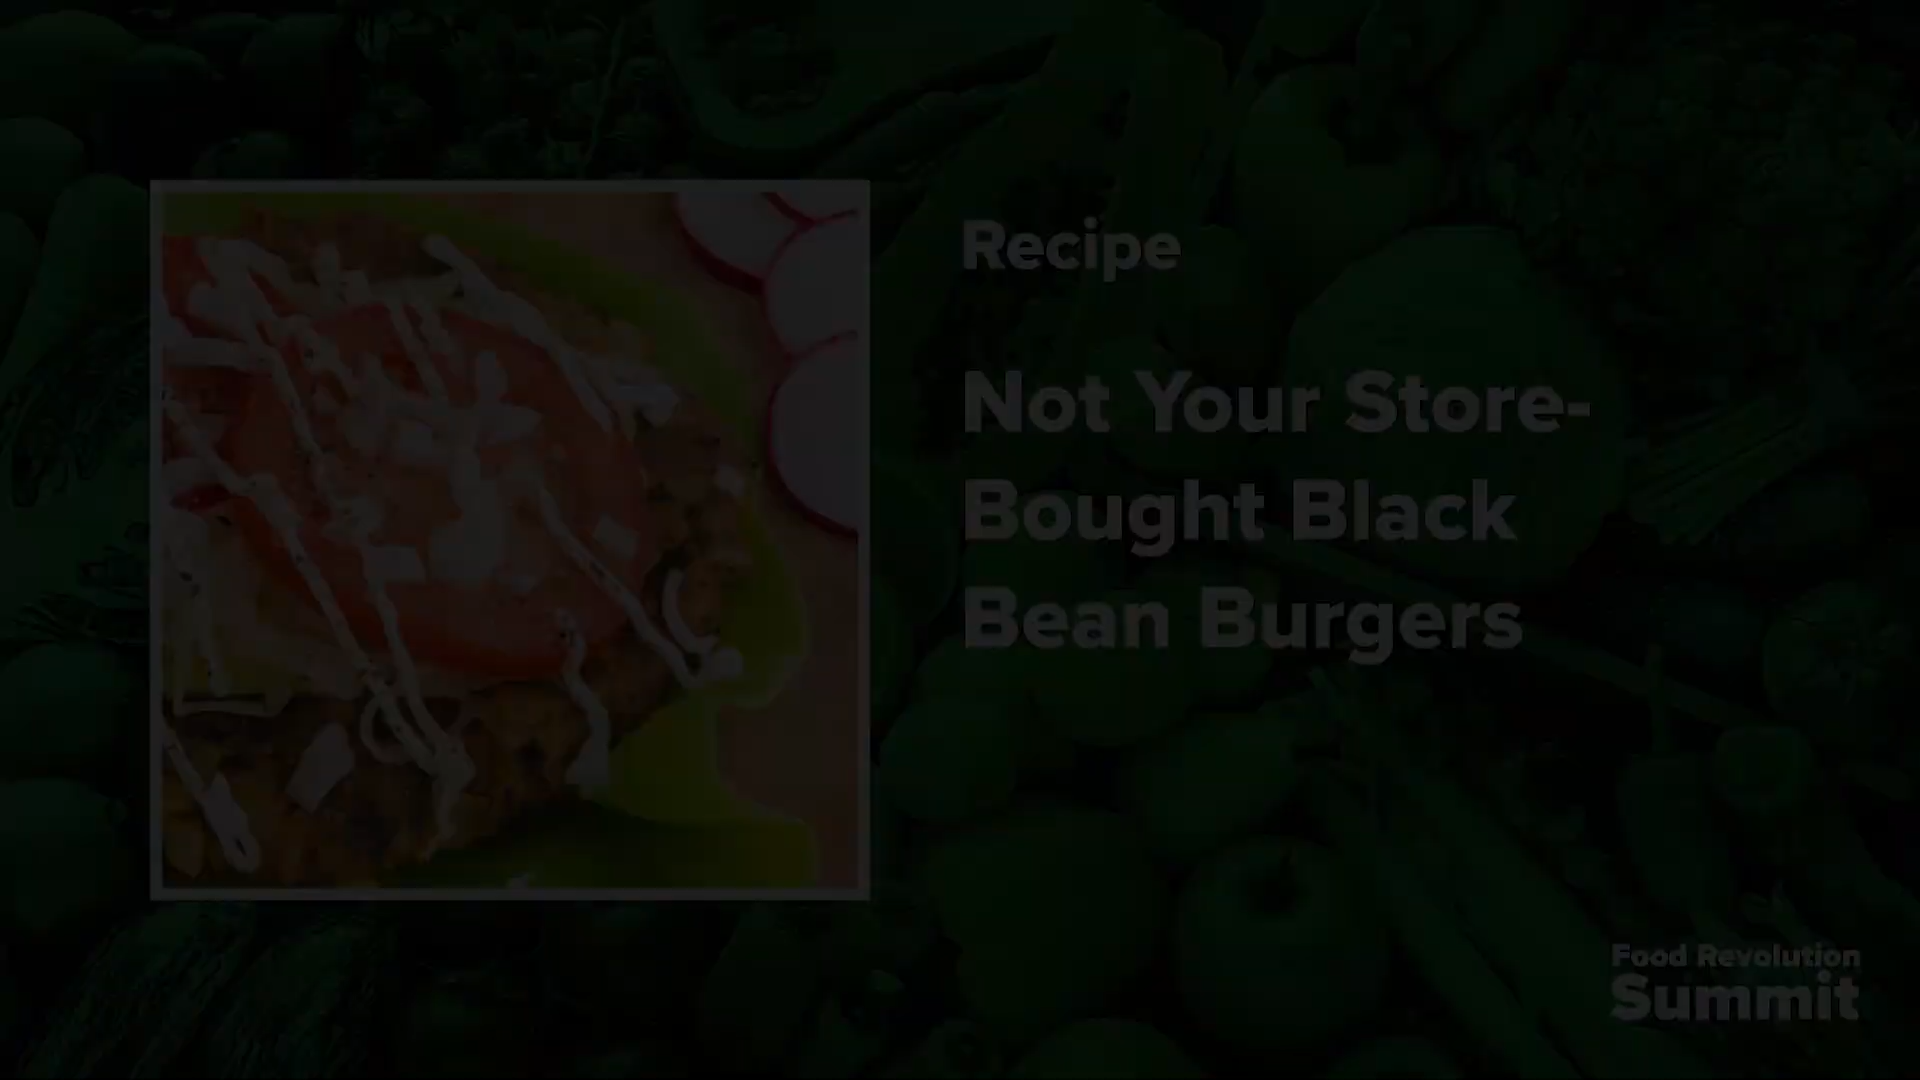 Recipe
Not Your Store-
Bought Black
Bean Burgers
Food Revolution
Summit